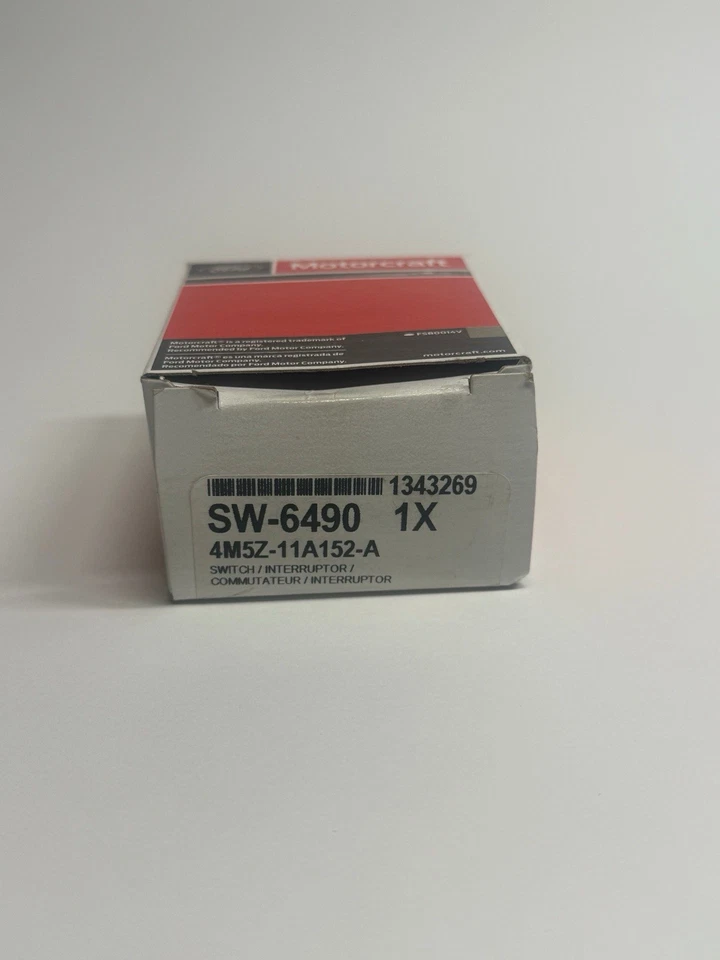 Motorcraft
FSB0014V
Motorcraft® is a registered trademark of
Ford Motor Company.
Recommended by Ford Motor Company.
Motorcraft® es una marca registrada de
Ford Motor Company.
Recomendado por Ford Motor Company.
motorcraft.com
1343269
SW-6490 1X
4M5Z-11A152-A
SWITCH / INTERRUPTOR /
COMMUTATEUR / INTERRUPTOR